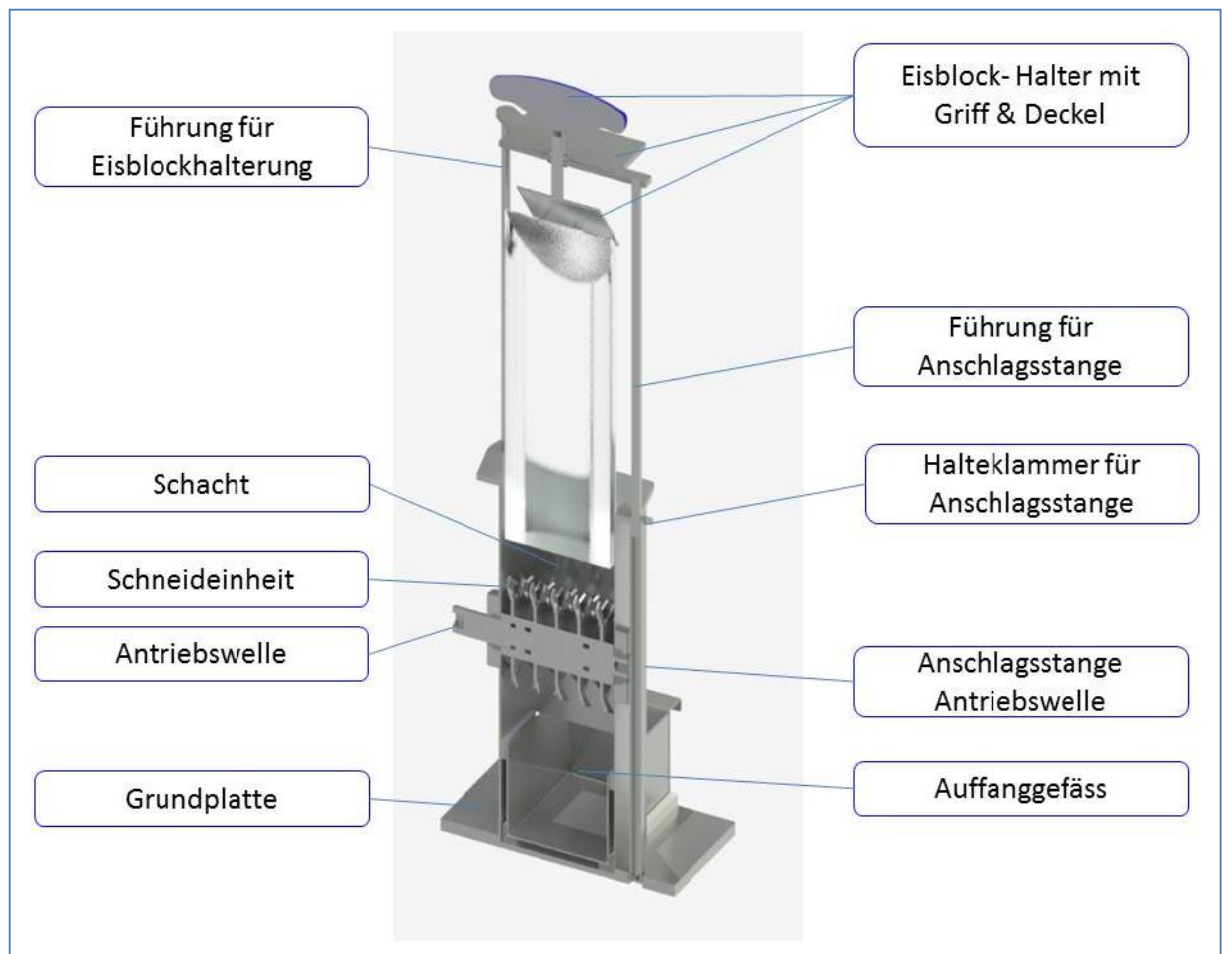 Eisblock- Halter mit
Griff & Deckel
Führung für
Eisblockhalterung
Führung für
Anschlagsstange
Schacht
Halteklammer für
Anschlagsstange
Schneideinheit
Antriebswelle
Anschlagsstange
Antriebswelle
Grundplatte
Auffanggefäss